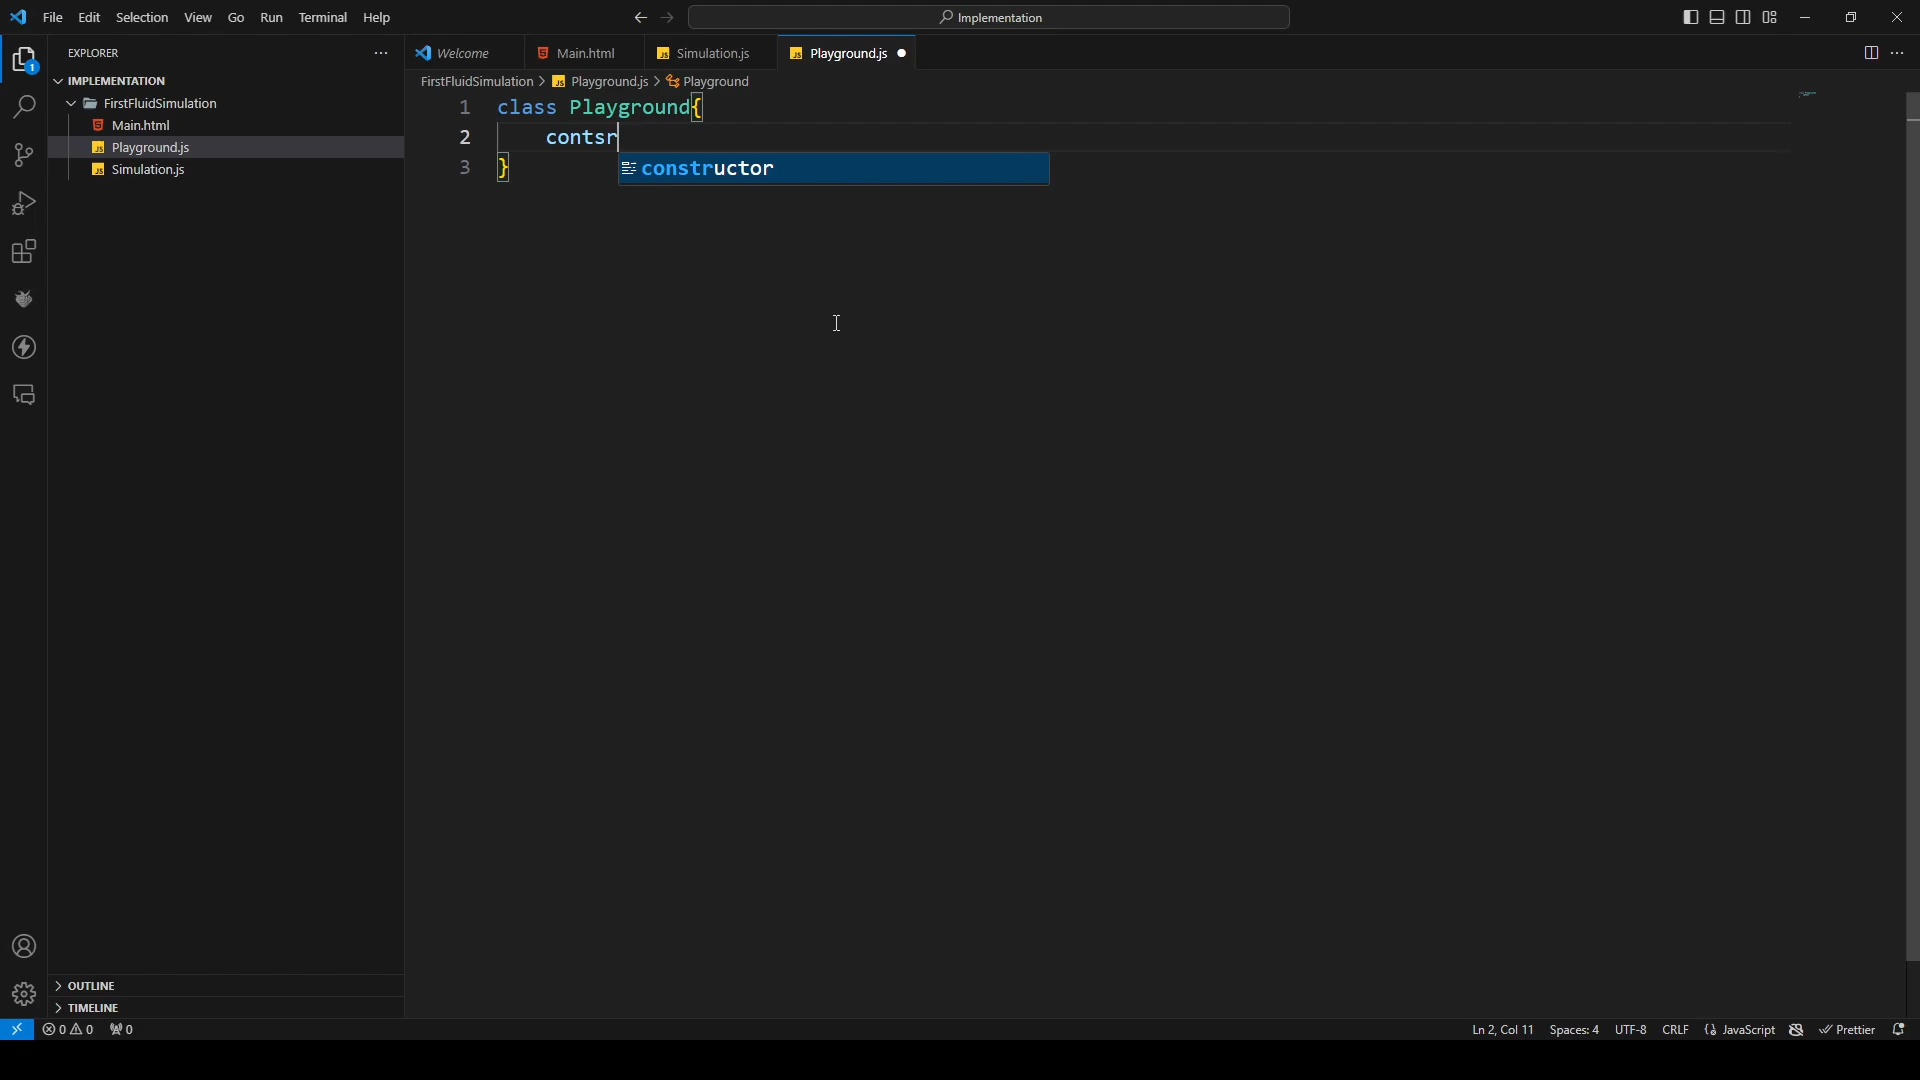 File Edit Selection View Go Run Terminal Help
Implementation
EXPLORER
Welcome
Main.html
Simulation.js
Playground.js
IMPLEMENTATION
FirstFluidSimulation
Main.html
Playground.js
Simulation.js
FirstFluidSimulation > JS Playground.js > Playground
1 class Playground{
2 contsr
3 }
constructor
1
OUTLINE
TIMELINE
0 0 0
Ln 2, Col 11 Spaces: 4 UTF-8 CRLF {} JavaScript Prettier